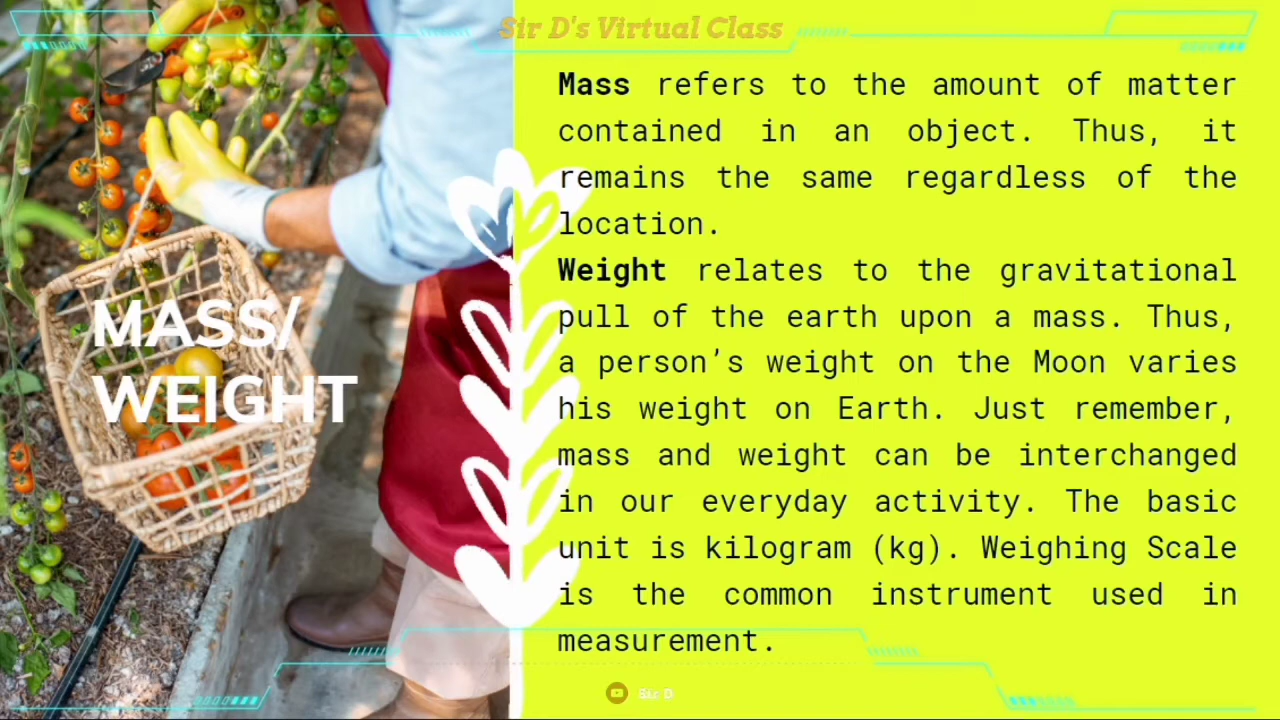 Sir D's Virtual Class
MASS/
WEIGHT
Mass refers to the amount of matter
contained in an object. Thus, it
remains the same regardless of the
location.
Weight relates to the gravitational
pull of the earth upon a mass. Thus,
a person’s weight on the Moon varies
his weight on Earth. Just remember,
mass and weight can be interchanged
in our everyday activity. The basic
unit is kilogram (kg). Weighing Scale
is the common instrument used in
measurement.
Sir D